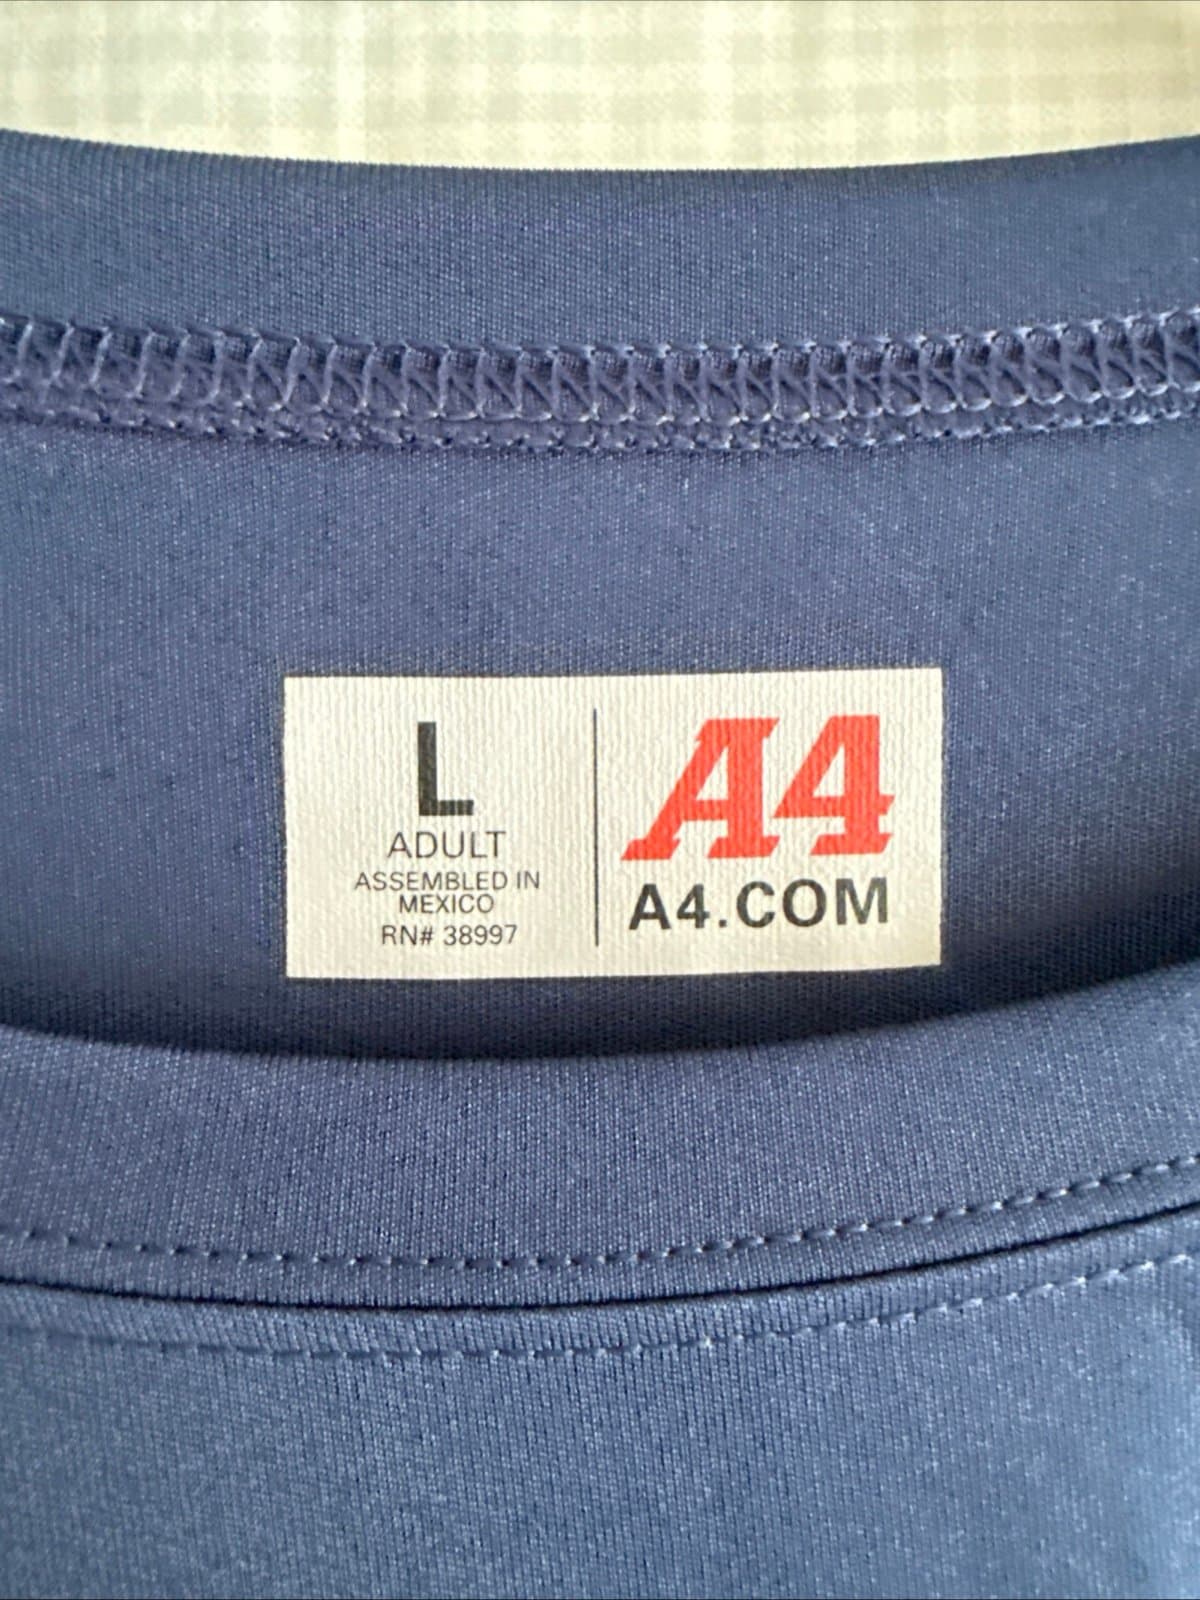 L
ADULT
ASSEMBLED IN
MEXICO
RN# 38997
A4
A4.COM